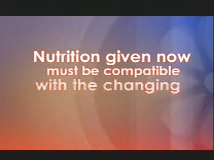 Nutrition given now
must be compatible
with the changing